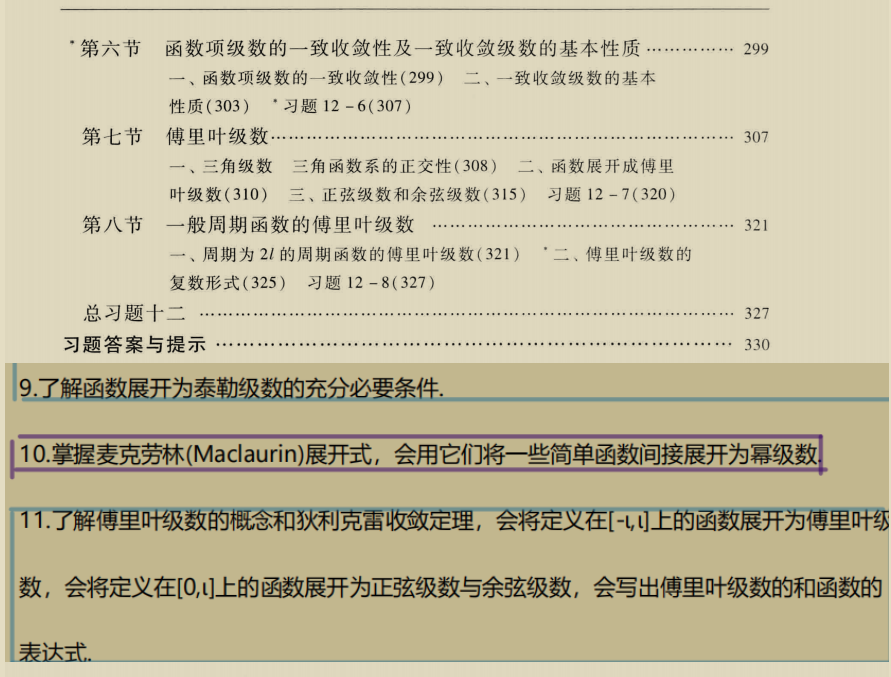 *第六节 函数项级数的一致收敛性及一致收敛级数的基本性质 …………… 299
一、函数项级数的一致收敛性(299) 二、一致收敛级数的基本
性质(303) *习题 12-6(307)
第七节 傅里叶级数…………………………………………………………… 307
一、三角级数 三角函数系的正交性(308) 二、函数展开成傅里
叶级数(310) 三、正弦级数和余弦级数(315) 习题 12-7(320)
第八节 一般周期函数的傅里叶级数 ………………………………………… 321
一、周期为 2l 的周期函数的傅里叶级数(321) *二、傅里叶级数的
复数形式(325) 习题 12-8(327)
总习题十二 …………………………………………………………………… 327
习题答案与提示 ………………………………………………………………… 330
9.了解函数展开为泰勒级数的充分必要条件.
10.掌握麦克劳林(Maclaurin)展开式，会用它们将一些简单函数间接展开为幂级数.
11.了解傅里叶级数的概念和狄利克雷收敛定理，会将定义在[-ι,ι]上的函数展开为傅里叶级
数，会将定义在[0,ι]上的函数展开为正弦级数与余弦级数，会写出傅里叶级数的和函数的
表达式.